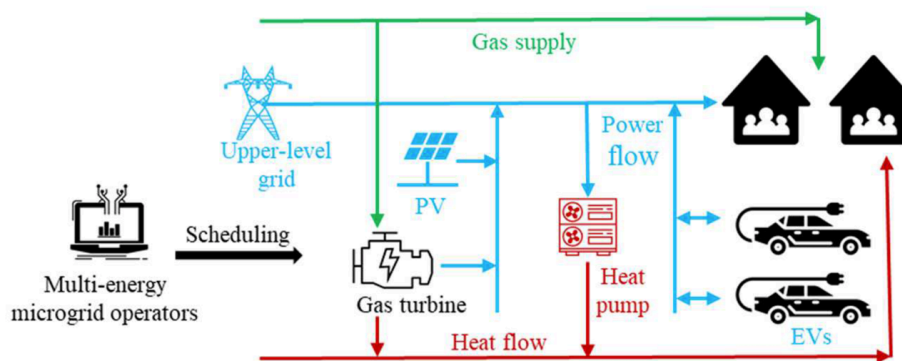 Gas supply
Upper-level
grid
Power
flow
PV
Scheduling
Multi-energy
microgrid operators
Gas turbine
Heat
pump
EVs
Heat flow